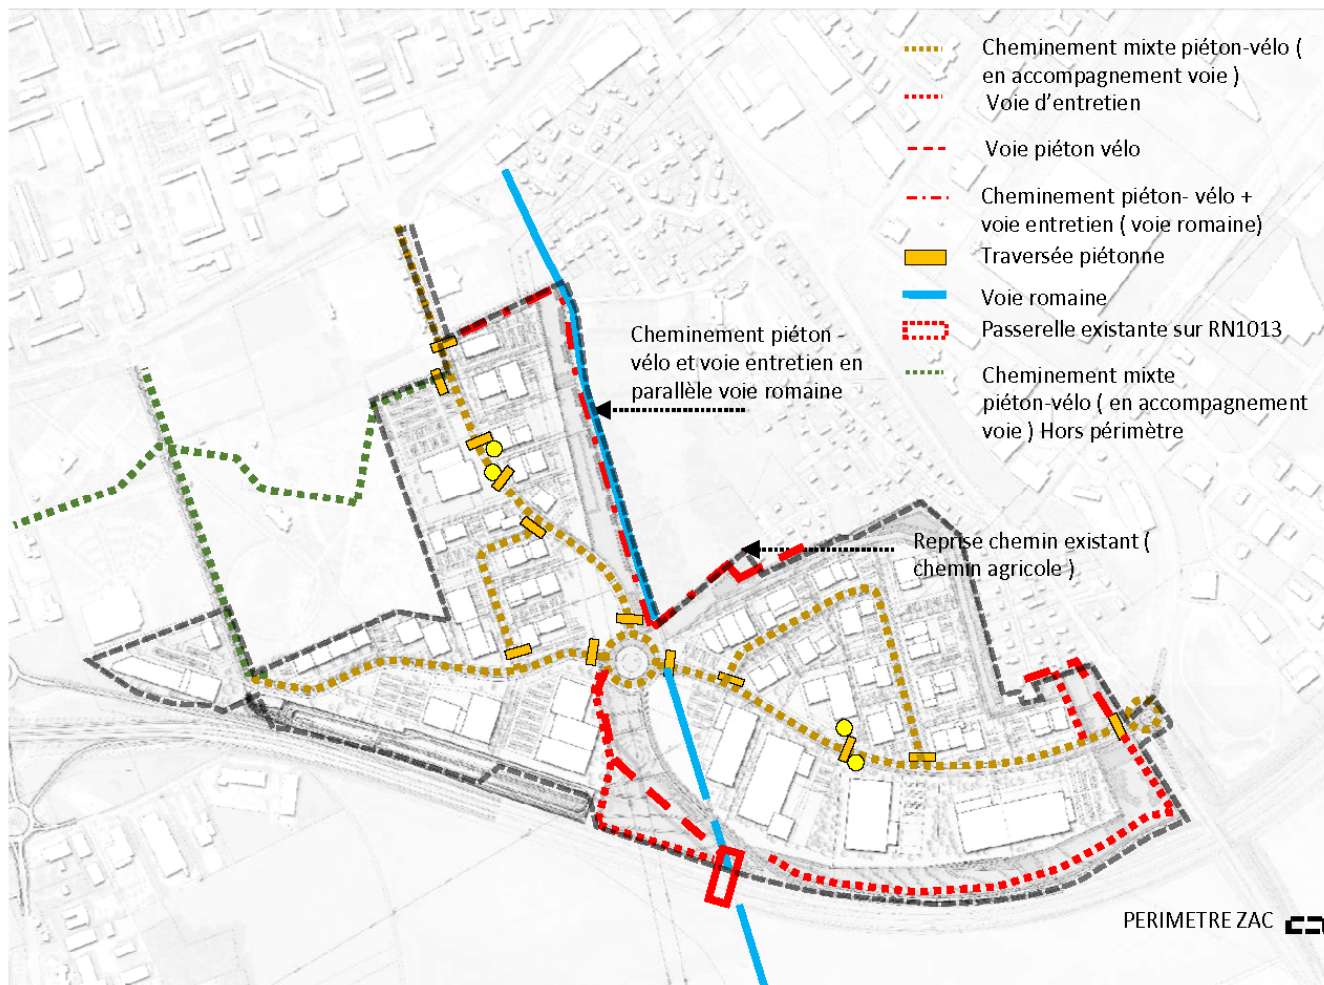 Cheminement mixte piéton-vélo (
en accompagnement voie )
Voie d’entretien
Voie piéton vélo
Cheminement piéton- vélo +
voie entretien ( voie romaine)
Traversée piétonne
Voie romaine
Passerelle existante sur RN1013
Cheminement mixte
piéton-vélo ( en accompagnement
voie ) Hors périmètre
Cheminement piéton -
vélo et voie entretien en
parallèle voie romaine
Reprise chemin existant (
chemin agricole )
PERIMETRE ZAC